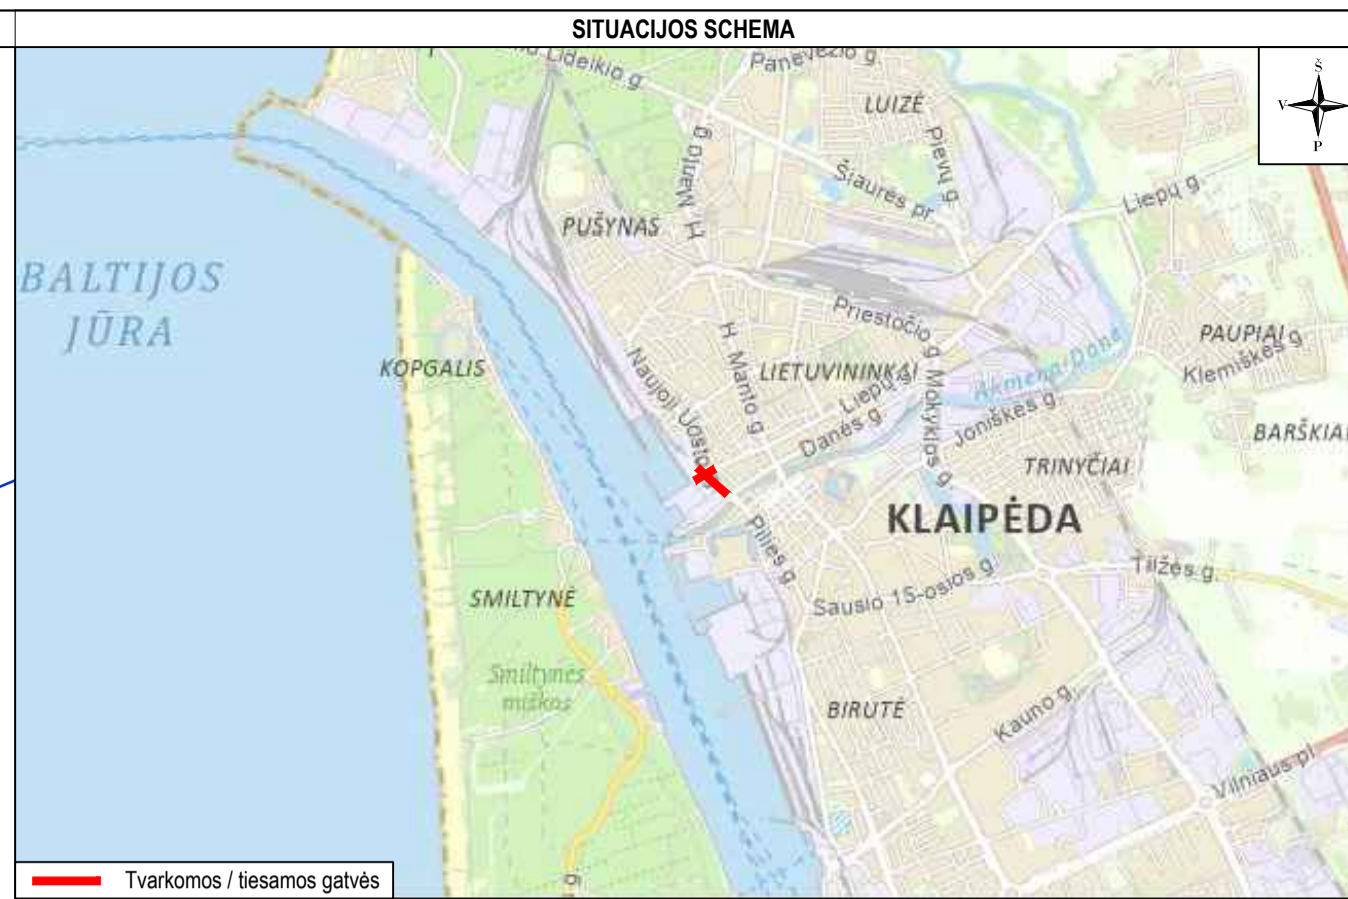 SITUACIJOS SCHEMA
Š
V
P
Lideikio g
Panevėžio g
LUIZĖ
H. Manto g
Pievų g
Šiaurės pr
Liepų g
PUŠYNAS
BALTIJOS
JŪRA
Priestočio g
PAUPIAI
Klemiškės g
KOPGALIS
Naujoji Uosto
H. Manto g
LIETUVININKAI
Liepų g
Danės g
Mokyklos g
Akmena-Danė
Joniškės g
BARŠKIAI
TRINYČIAI
KLAIPĖDA
Pilies g
Sausio 15-osios g
Tilžės g
SMILTYNĖ
Smiltynės
miškas
BIRUTĖ
Kauno g
Vilniaus pl
g
Tvarkomos / tiesamos gatvės